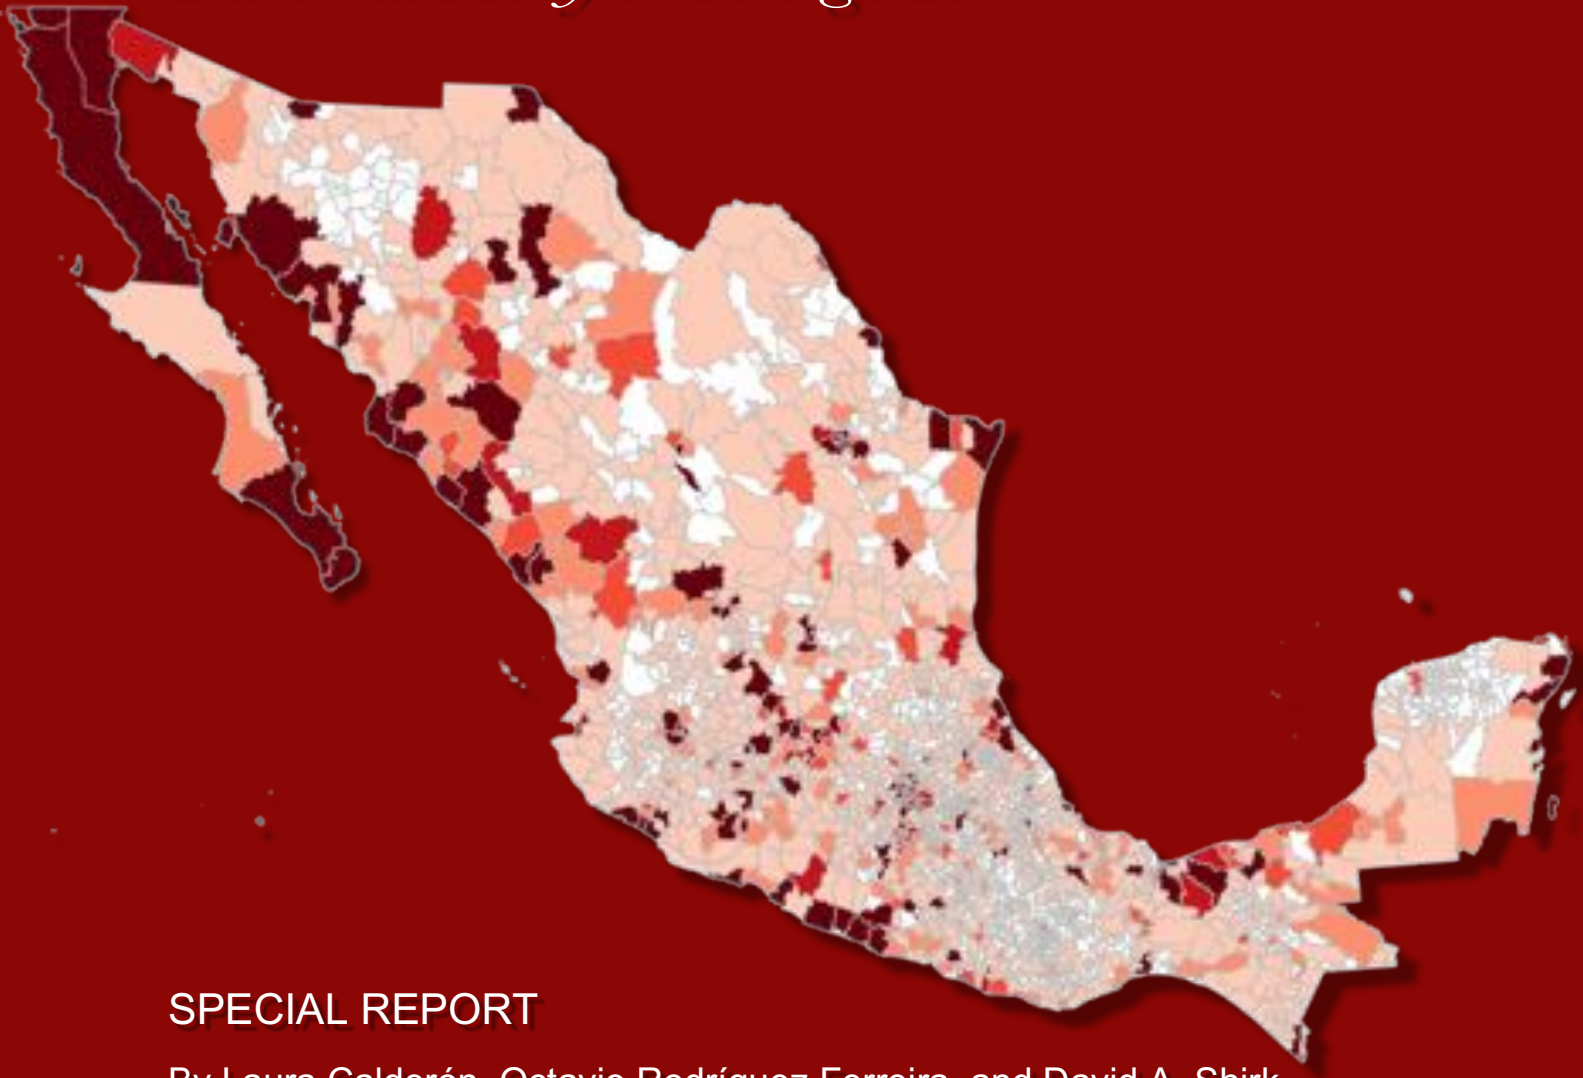 SPECIAL REPORT
By Laura Calderón, Octavio Rodríguez Ferreira, and David A. Shirk